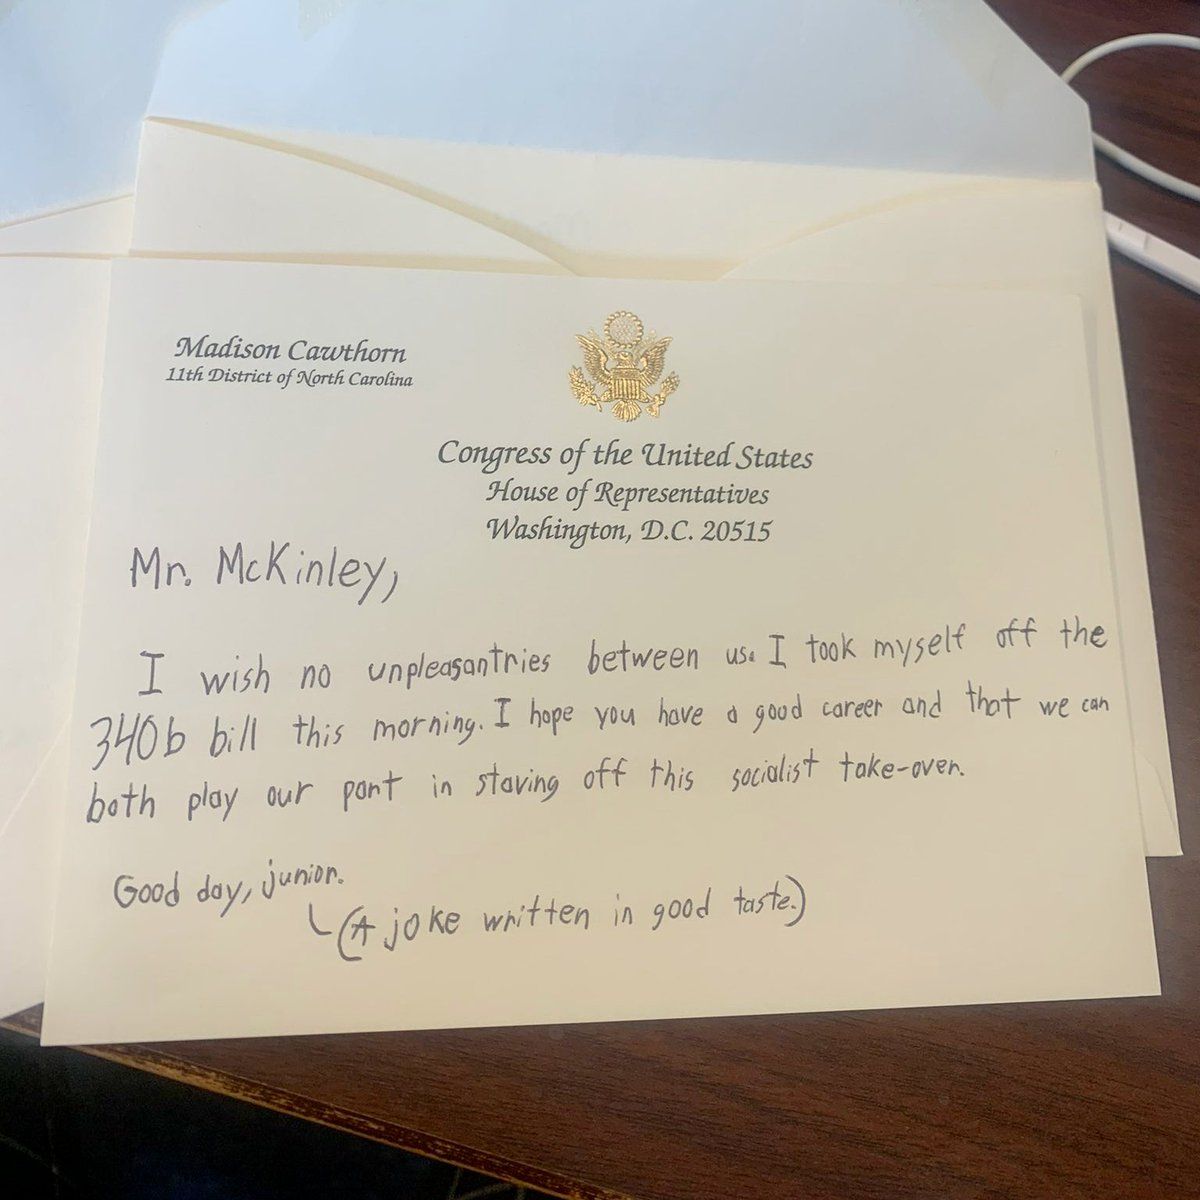 Madison Cawthorn
11th District of North Carolina
Congress of the United States
House of Representatives
Washington, D.C. 20515
Mr. McKinley,
I wish no unpleasantries between us. I took myself off the
340b bill this morning. I hope you have a good career and that we can
both play our part in staving off this socialist take-over.
Good day, junior.
(A joke written in good taste.)